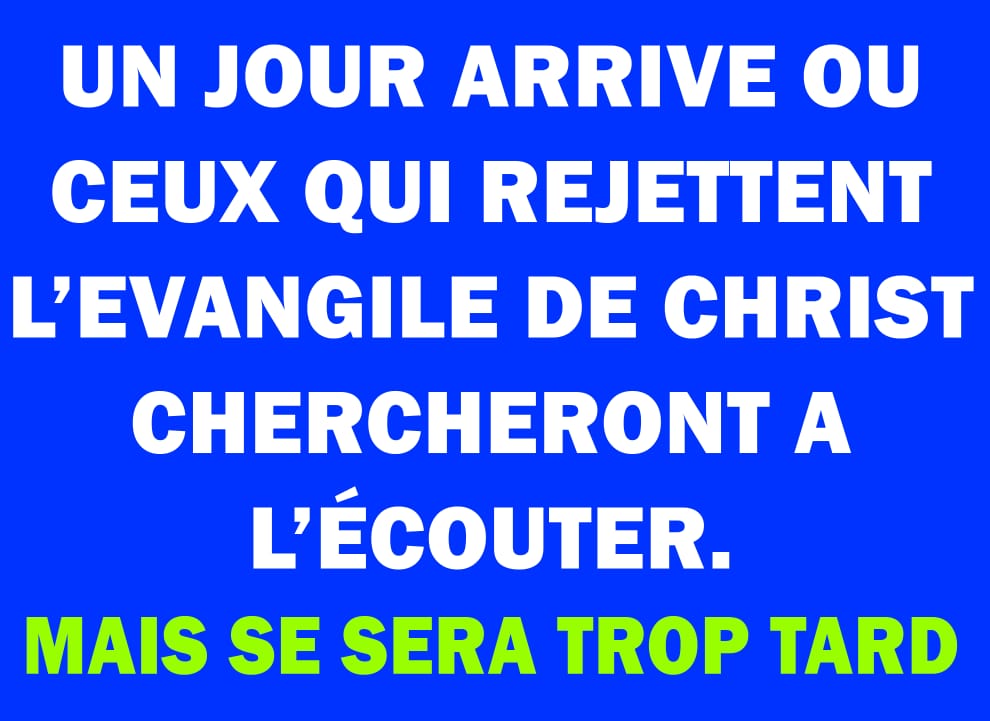 UN JOUR ARRIVE OU
CEUX QUI REJETTENT
L’EVANGILE DE CHRIST
CHERCHERONT A
L’ÉCOUTER.
MAIS SE SERA TROP TARD